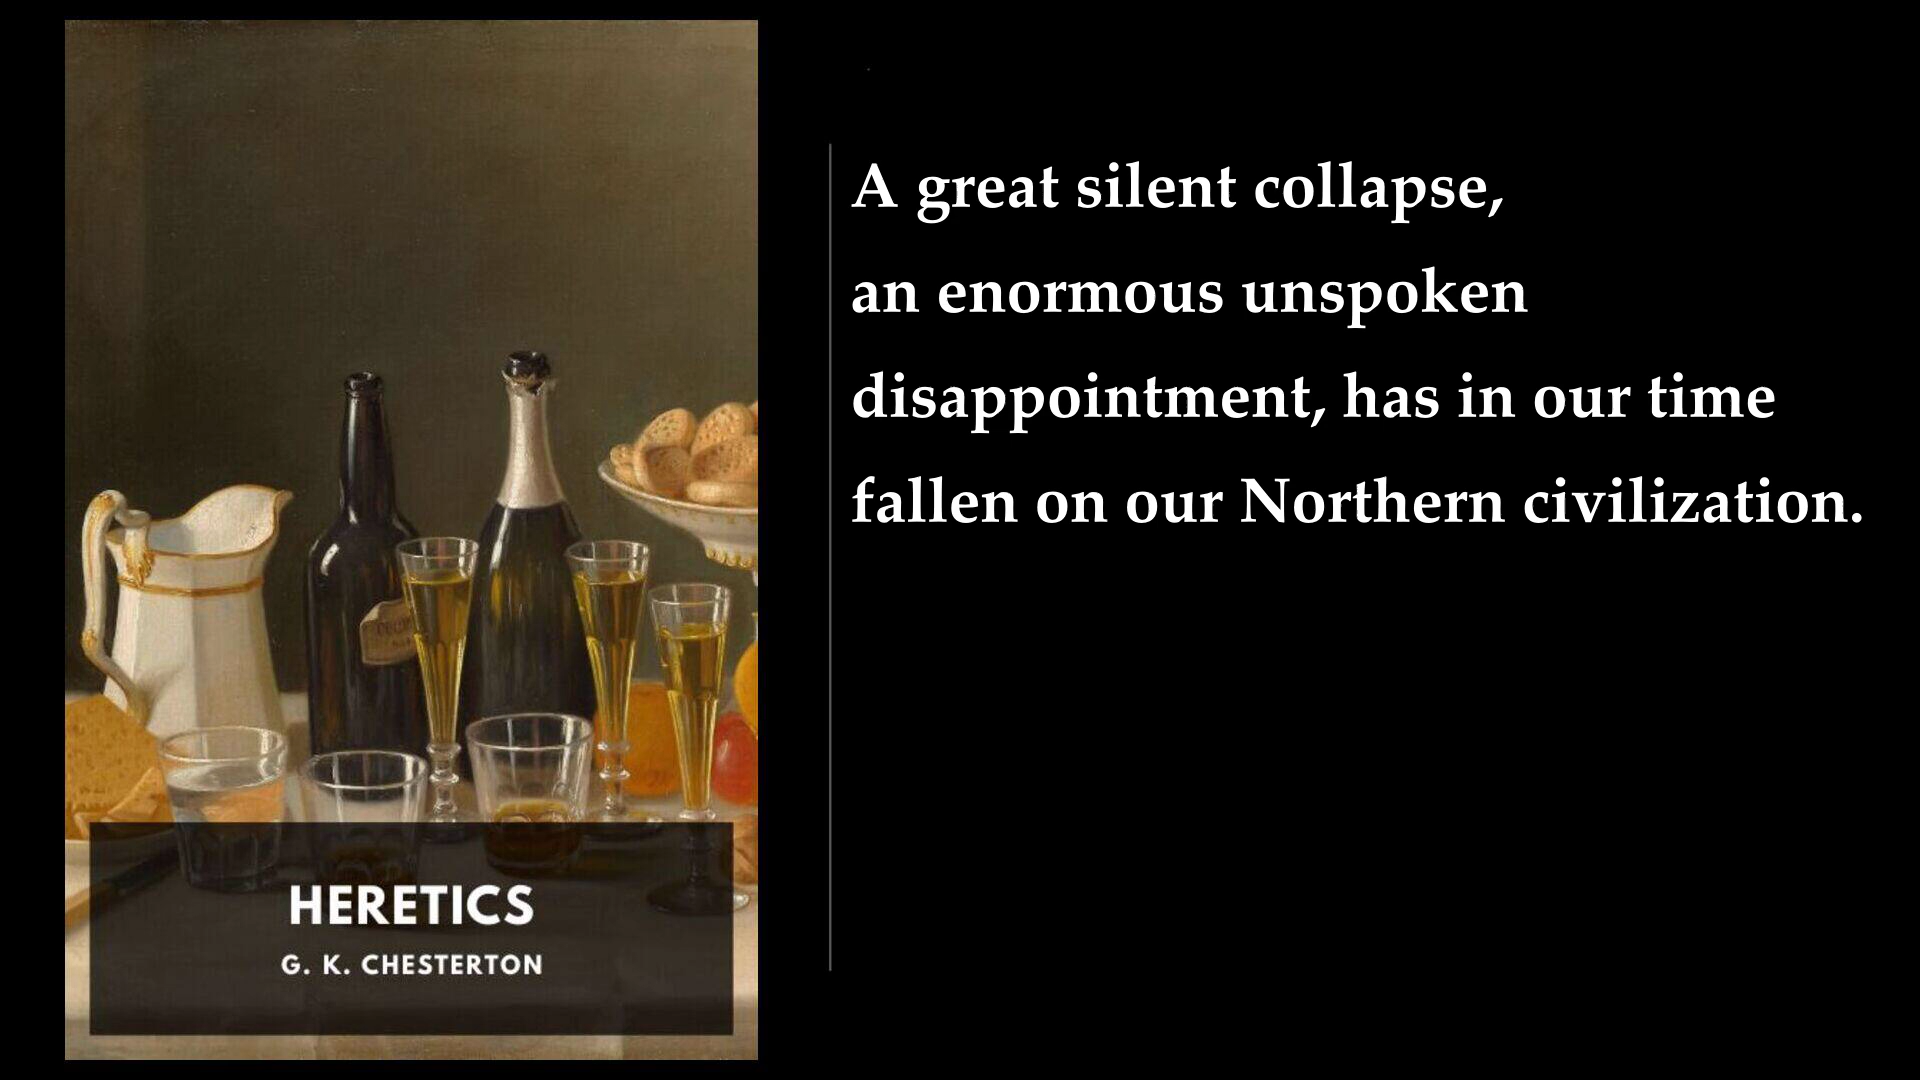 A great silent collapse,
an enormous unspoken
disappointment, has in our time
fallen on our Northern civilization.
HERETICS
G. K. CHESTERTON